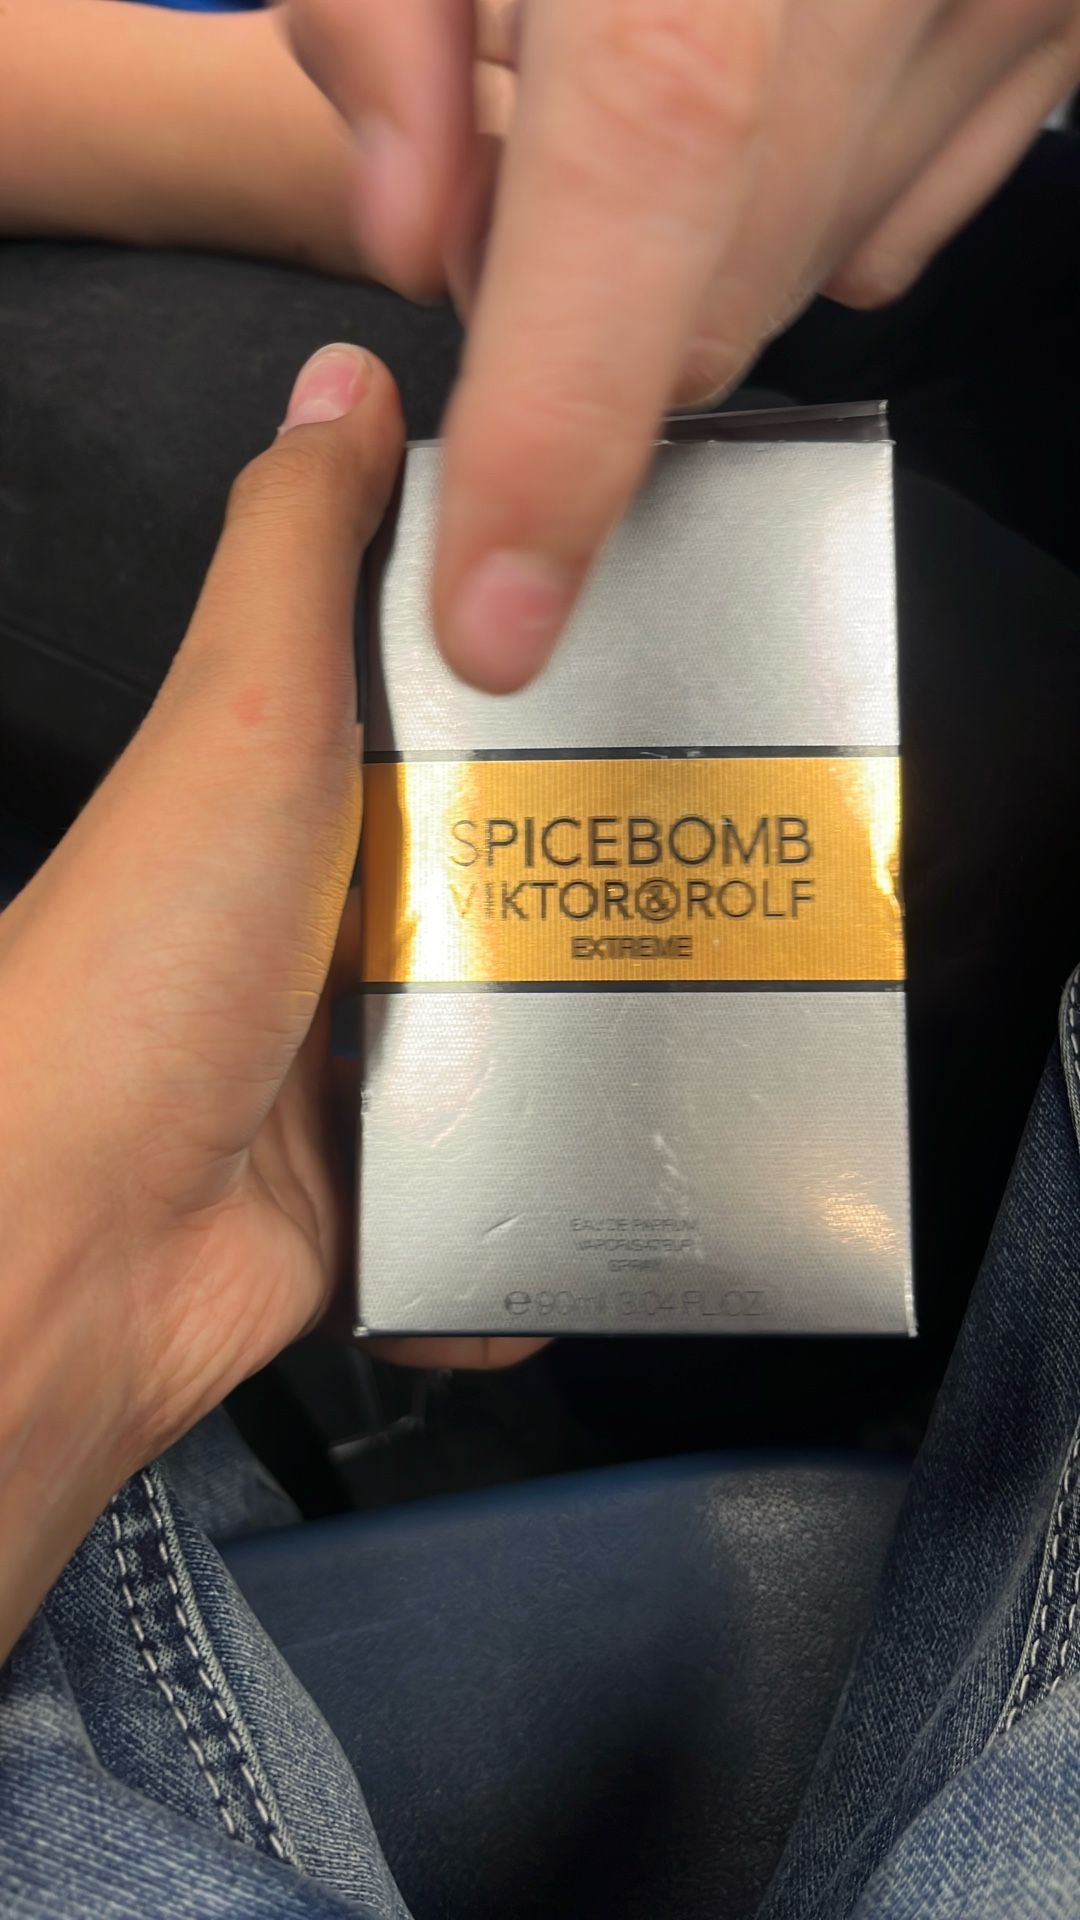 SPICEBOMB
VIKTOR&ROLF
EXTREME
EAU DE PARFUM
VAPORISATEUR
SPRAY
℮ 90ml 3.04 FL.OZ